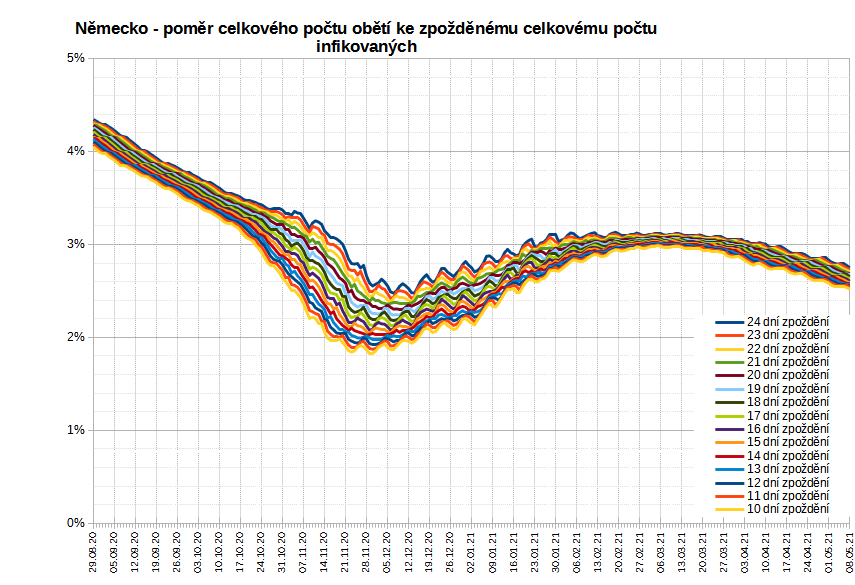 Německo - poměr celkového počtu obětí ke zpožděnému celkovému počtu
infikovaných
5%
4%
3%
2%
1%
0%
24 dní zpoždění
23 dní zpoždění
22 dní zpoždění
21 dní zpoždění
20 dní zpoždění
19 dní zpoždění
18 dní zpoždění
17 dní zpoždění
16 dní zpoždění
15 dní zpoždění
14 dní zpoždění
13 dní zpoždění
12 dní zpoždění
11 dní zpoždění
10 dní zpoždění
29.08.20
05.09.20
12.09.20
19.09.20
26.09.20
03.10.20
10.10.20
17.10.20
24.10.20
31.10.20
07.11.20
14.11.20
21.11.20
28.11.20
05.12.20
12.12.20
19.12.20
26.12.20
02.01.21
09.01.21
16.01.21
23.01.21
30.01.21
06.02.21
13.02.21
20.02.21
27.02.21
06.03.21
13.03.21
20.03.21
27.03.21
03.04.21
10.04.21
17.04.21
24.04.21
01.05.21
08.05.21